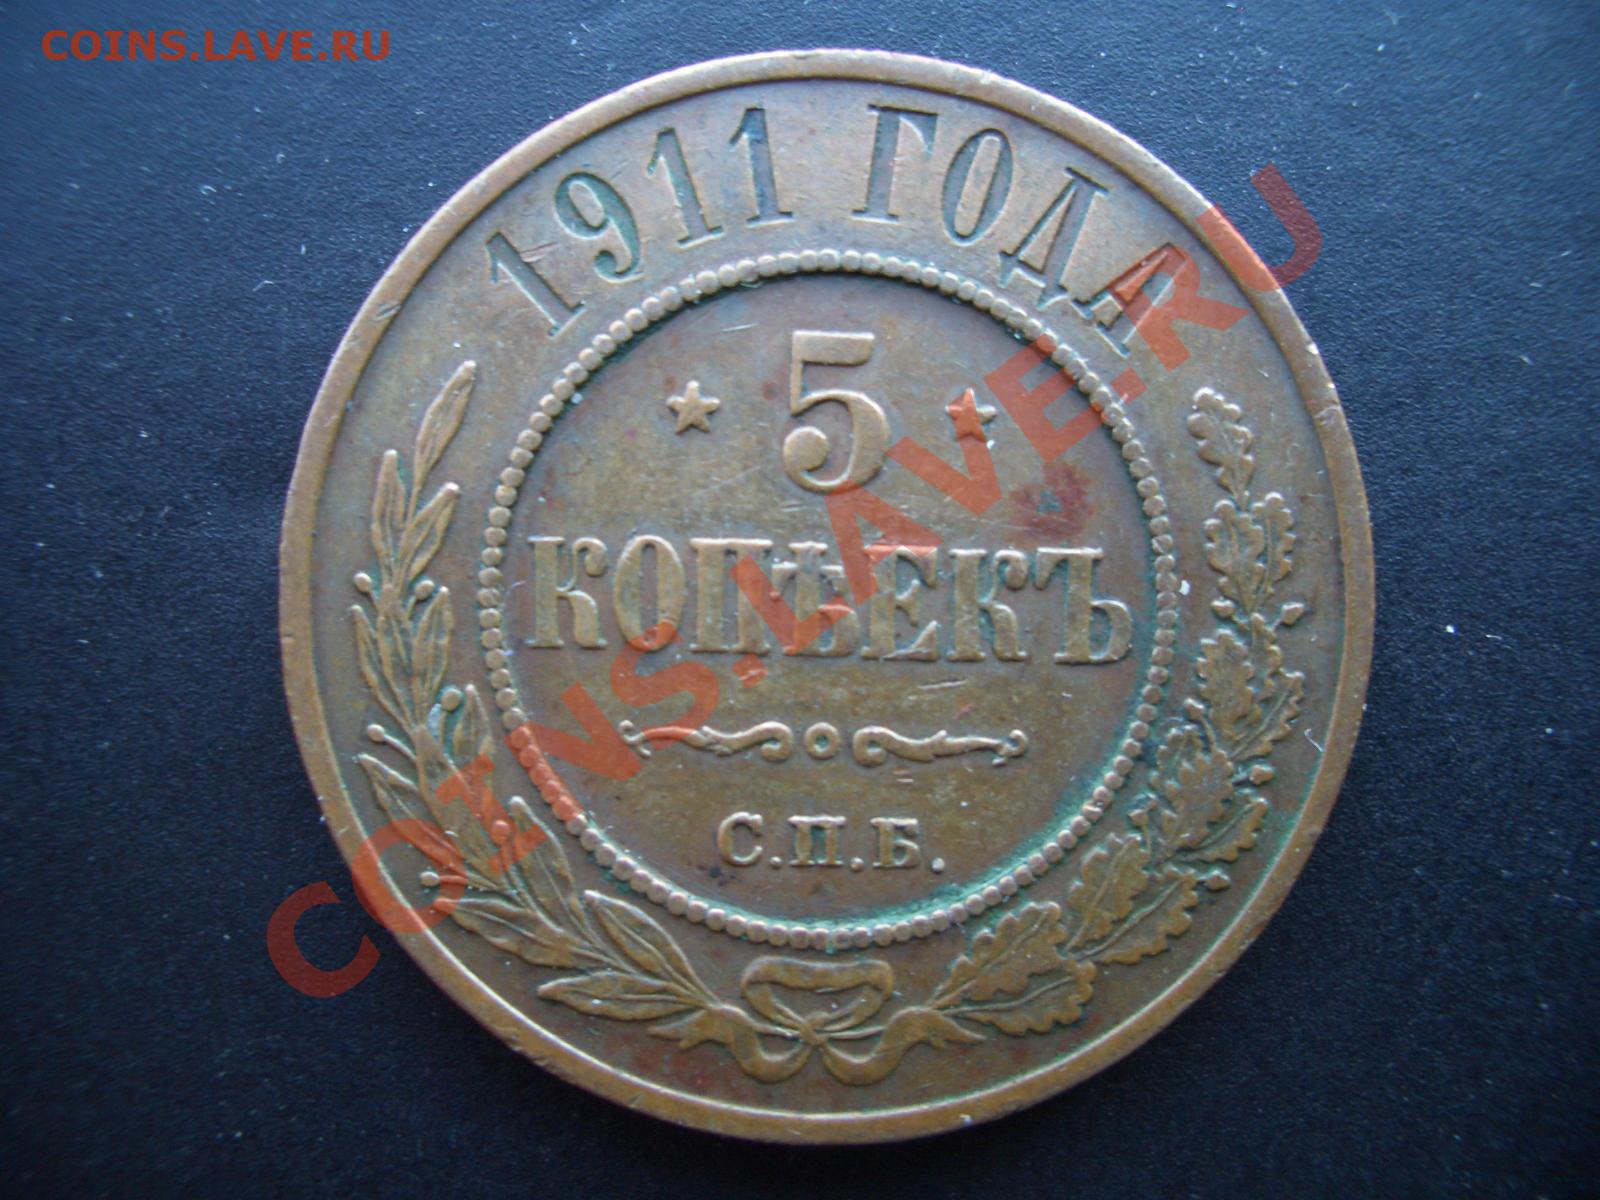 COINS.LAVE.RU
1911 ГОДА
5
КОПѢЕКЪ
С.П.Б.
COINS.LAVE.RU